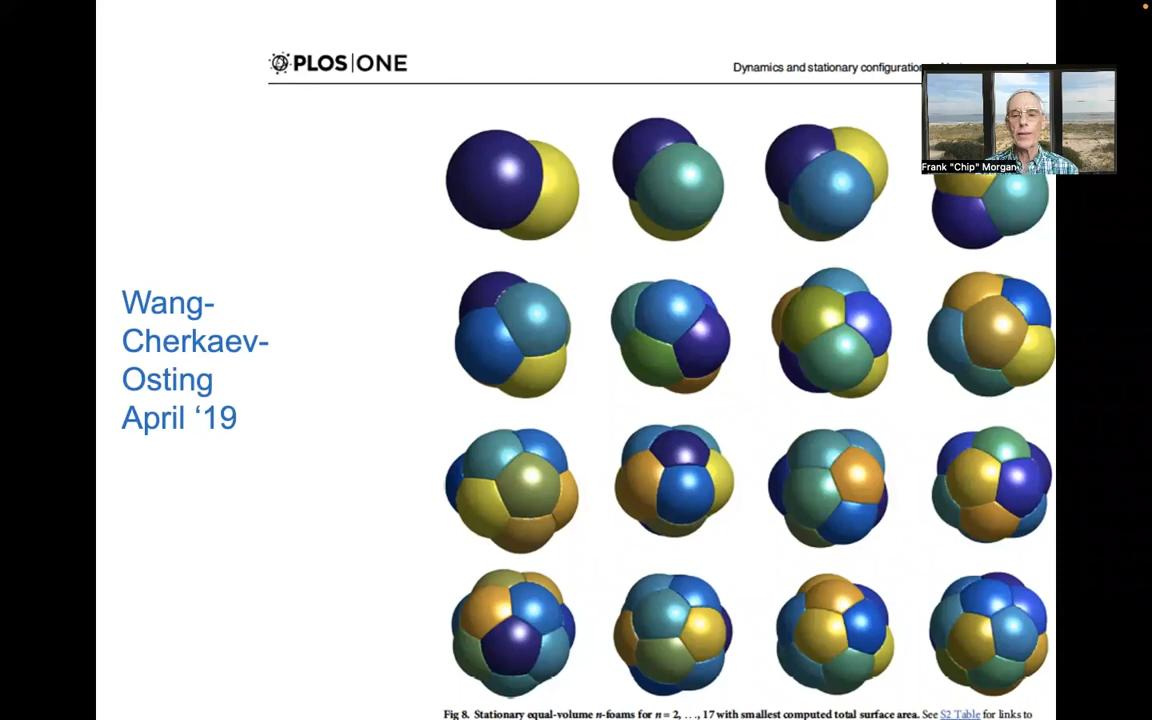 PLOS|ONE
Dynamics and stationary
Frank "Chip" Morgan
Wang-
Cherkaev-
Osting
April ‘19
Fig 8. Stationary equal-volume n-foams for n = 2, …, 17 with smallest computed total surface area. See S2 Table for links to